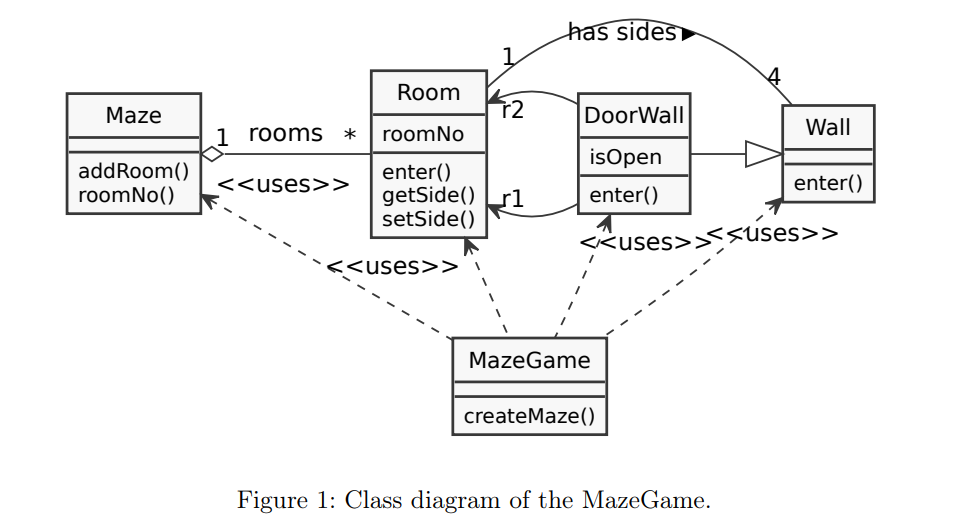 has sides ▶
1
4
Maze
addRoom()
roomNo()
1
rooms
*
Room
roomNo
enter()
getSide()
setSide()
r2
r1
DoorWall
isOpen
enter()
Wall
enter()
<<uses>>
<<uses>>
<<uses>>
<<uses>>
MazeGame
createMaze()
Figure 1: Class diagram of the MazeGame.